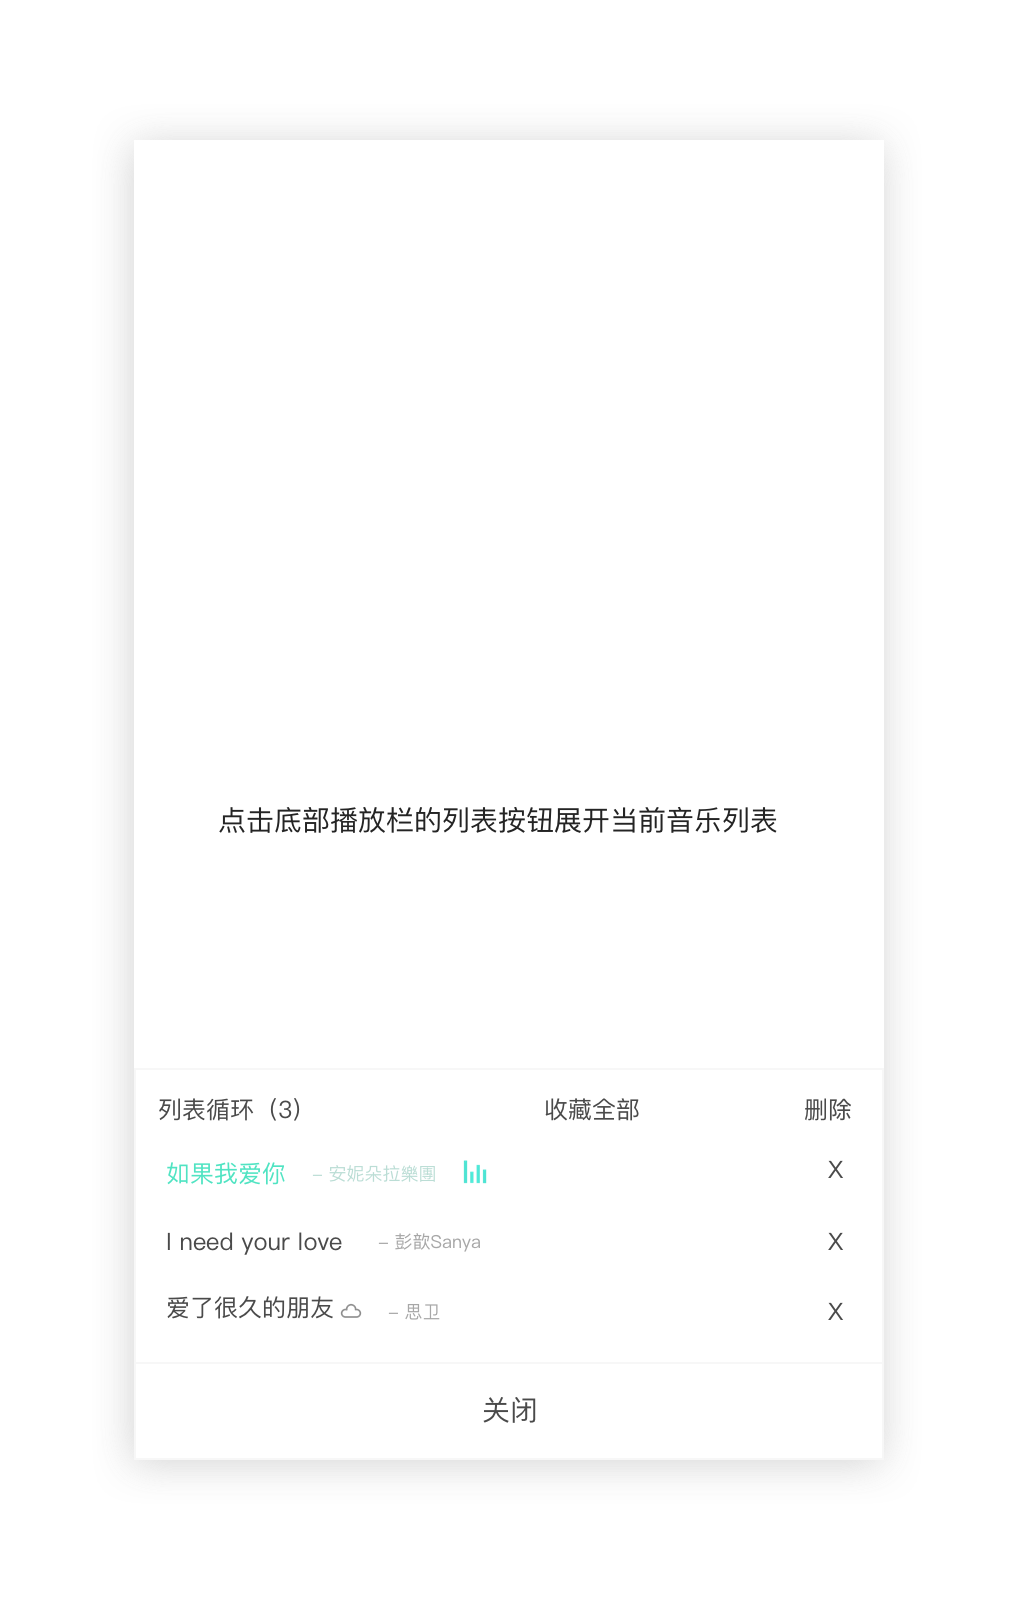 点击底部播放栏的列表按钮展开当前音乐列表
列表循环（3） 收藏全部 删除
如果我爱你 – 安妮朵拉樂團 X
I need your love – 彭歆Sanya X
爱了很久的朋友 – 思卫 X
关闭